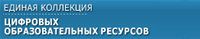 ЕДИНАЯ КОЛЛЕКЦИЯ
ЦИФРОВЫХ
ОБРАЗОВАТЕЛЬНЫХ РЕСУРСОВ